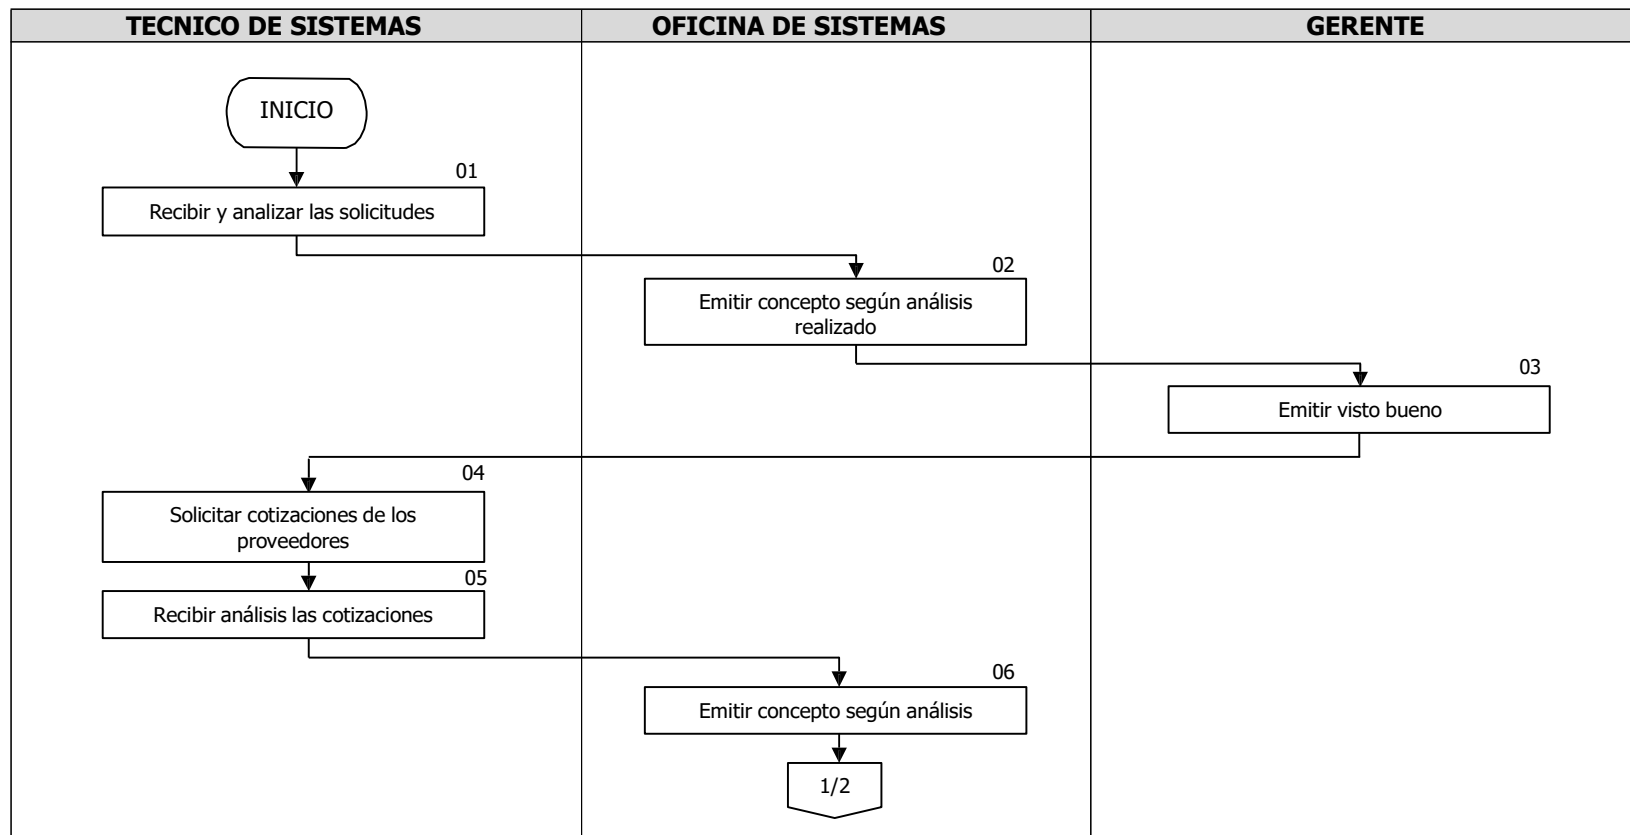 TECNICO DE SISTEMAS
OFICINA DE SISTEMAS
GERENTE
INICIO
01
Recibir y analizar las solicitudes
02
Emitir concepto según análisis
realizado
03
Emitir visto bueno
04
Solicitar cotizaciones de los
proveedores
05
Recibir análisis las cotizaciones
06
Emitir concepto según análisis
1/2